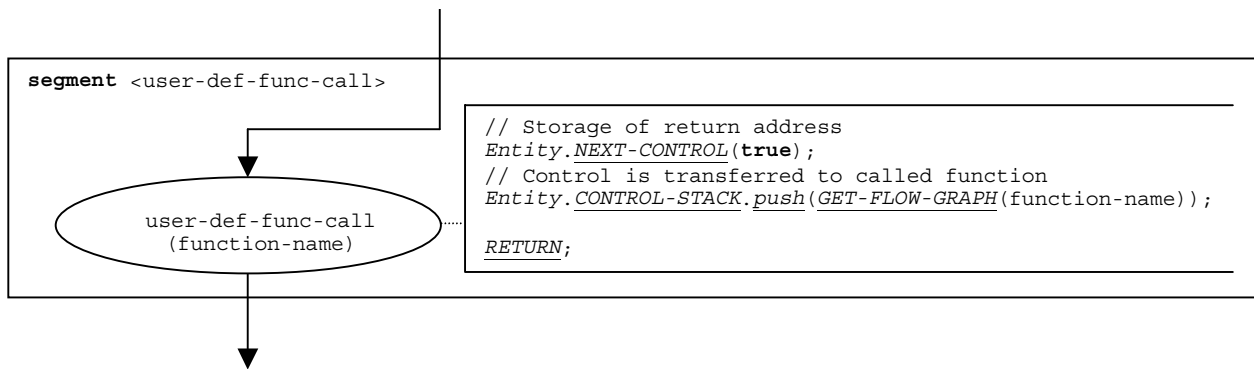 segment <user-def-func-call>
// Storage of return address
Entity.NEXT-CONTROL(true);
// Control is transferred to called function
Entity.CONTROL-STACK.push(GET-FLOW-GRAPH(function-name));
RETURN;
user-def-func-call
(function-name)